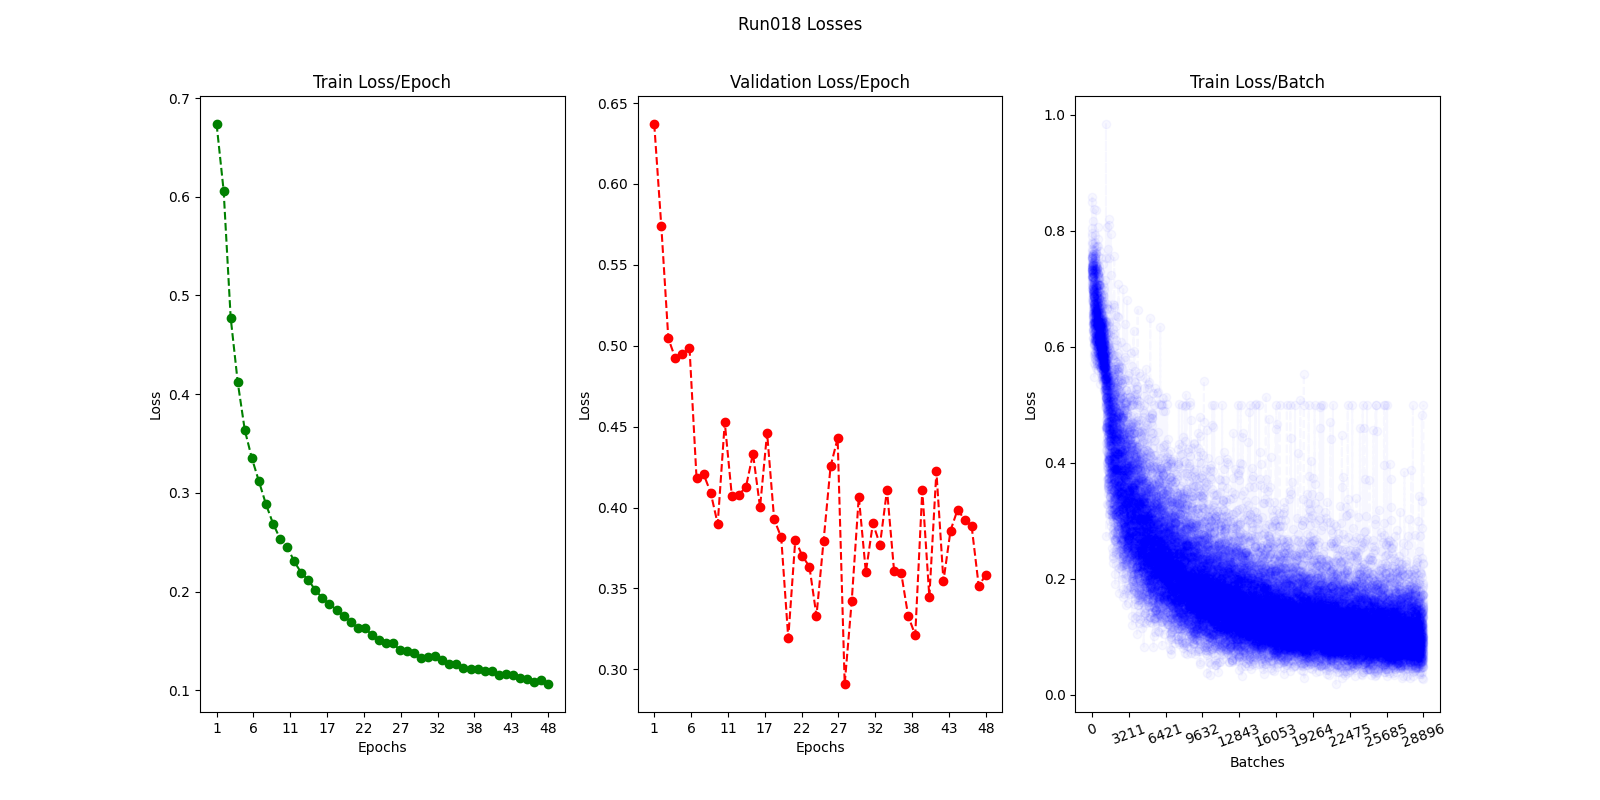 Run018 Losses
Train Loss/Epoch
0.7
0.6
0.5
0.4
0.3
0.2
0.1
Loss
1 6 11 17 22 27 32 38 43 48
Epochs
Validation Loss/Epoch
0.65
0.60
0.55
0.50
0.45
0.40
0.35
0.30
Loss
1 6 11 17 22 27 32 38 43 48
Epochs
Train Loss/Batch
1.0
0.8
0.6
0.4
0.2
0.0
Loss
0 3211 6421 9632 12843 16053 19264 22475 25685 28896
Batches